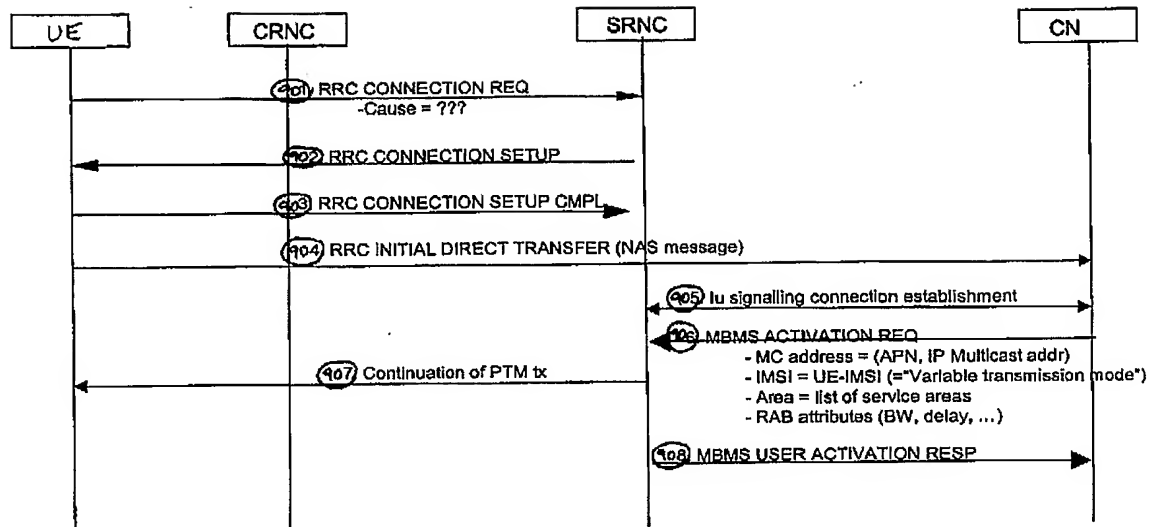 UE
CRNC
SRNC
CN
901 RRC CONNECTION REQ
-Cause = ???
902 RRC CONNECTION SETUP
903 RRC CONNECTION SETUP CMPL
904 RRC INITIAL DIRECT TRANSFER (NAS message)
905 Iu signalling connection establishment
906 MBMS ACTIVATION REQ
- MC address = (APN, IP Multicast addr)
- IMSI = UE-IMSI (="Variable transmission mode")
- Area = list of service areas
- RAB attributes (BW, delay, ...)
907 Continuation of PTM tx
908 MBMS USER ACTIVATION RESP